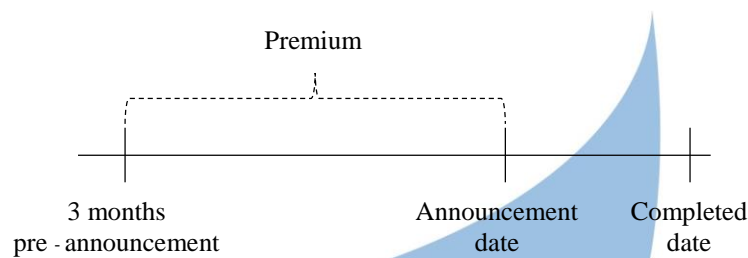 Premium
3 months
pre - announcement
Announcement
date
Completed
date